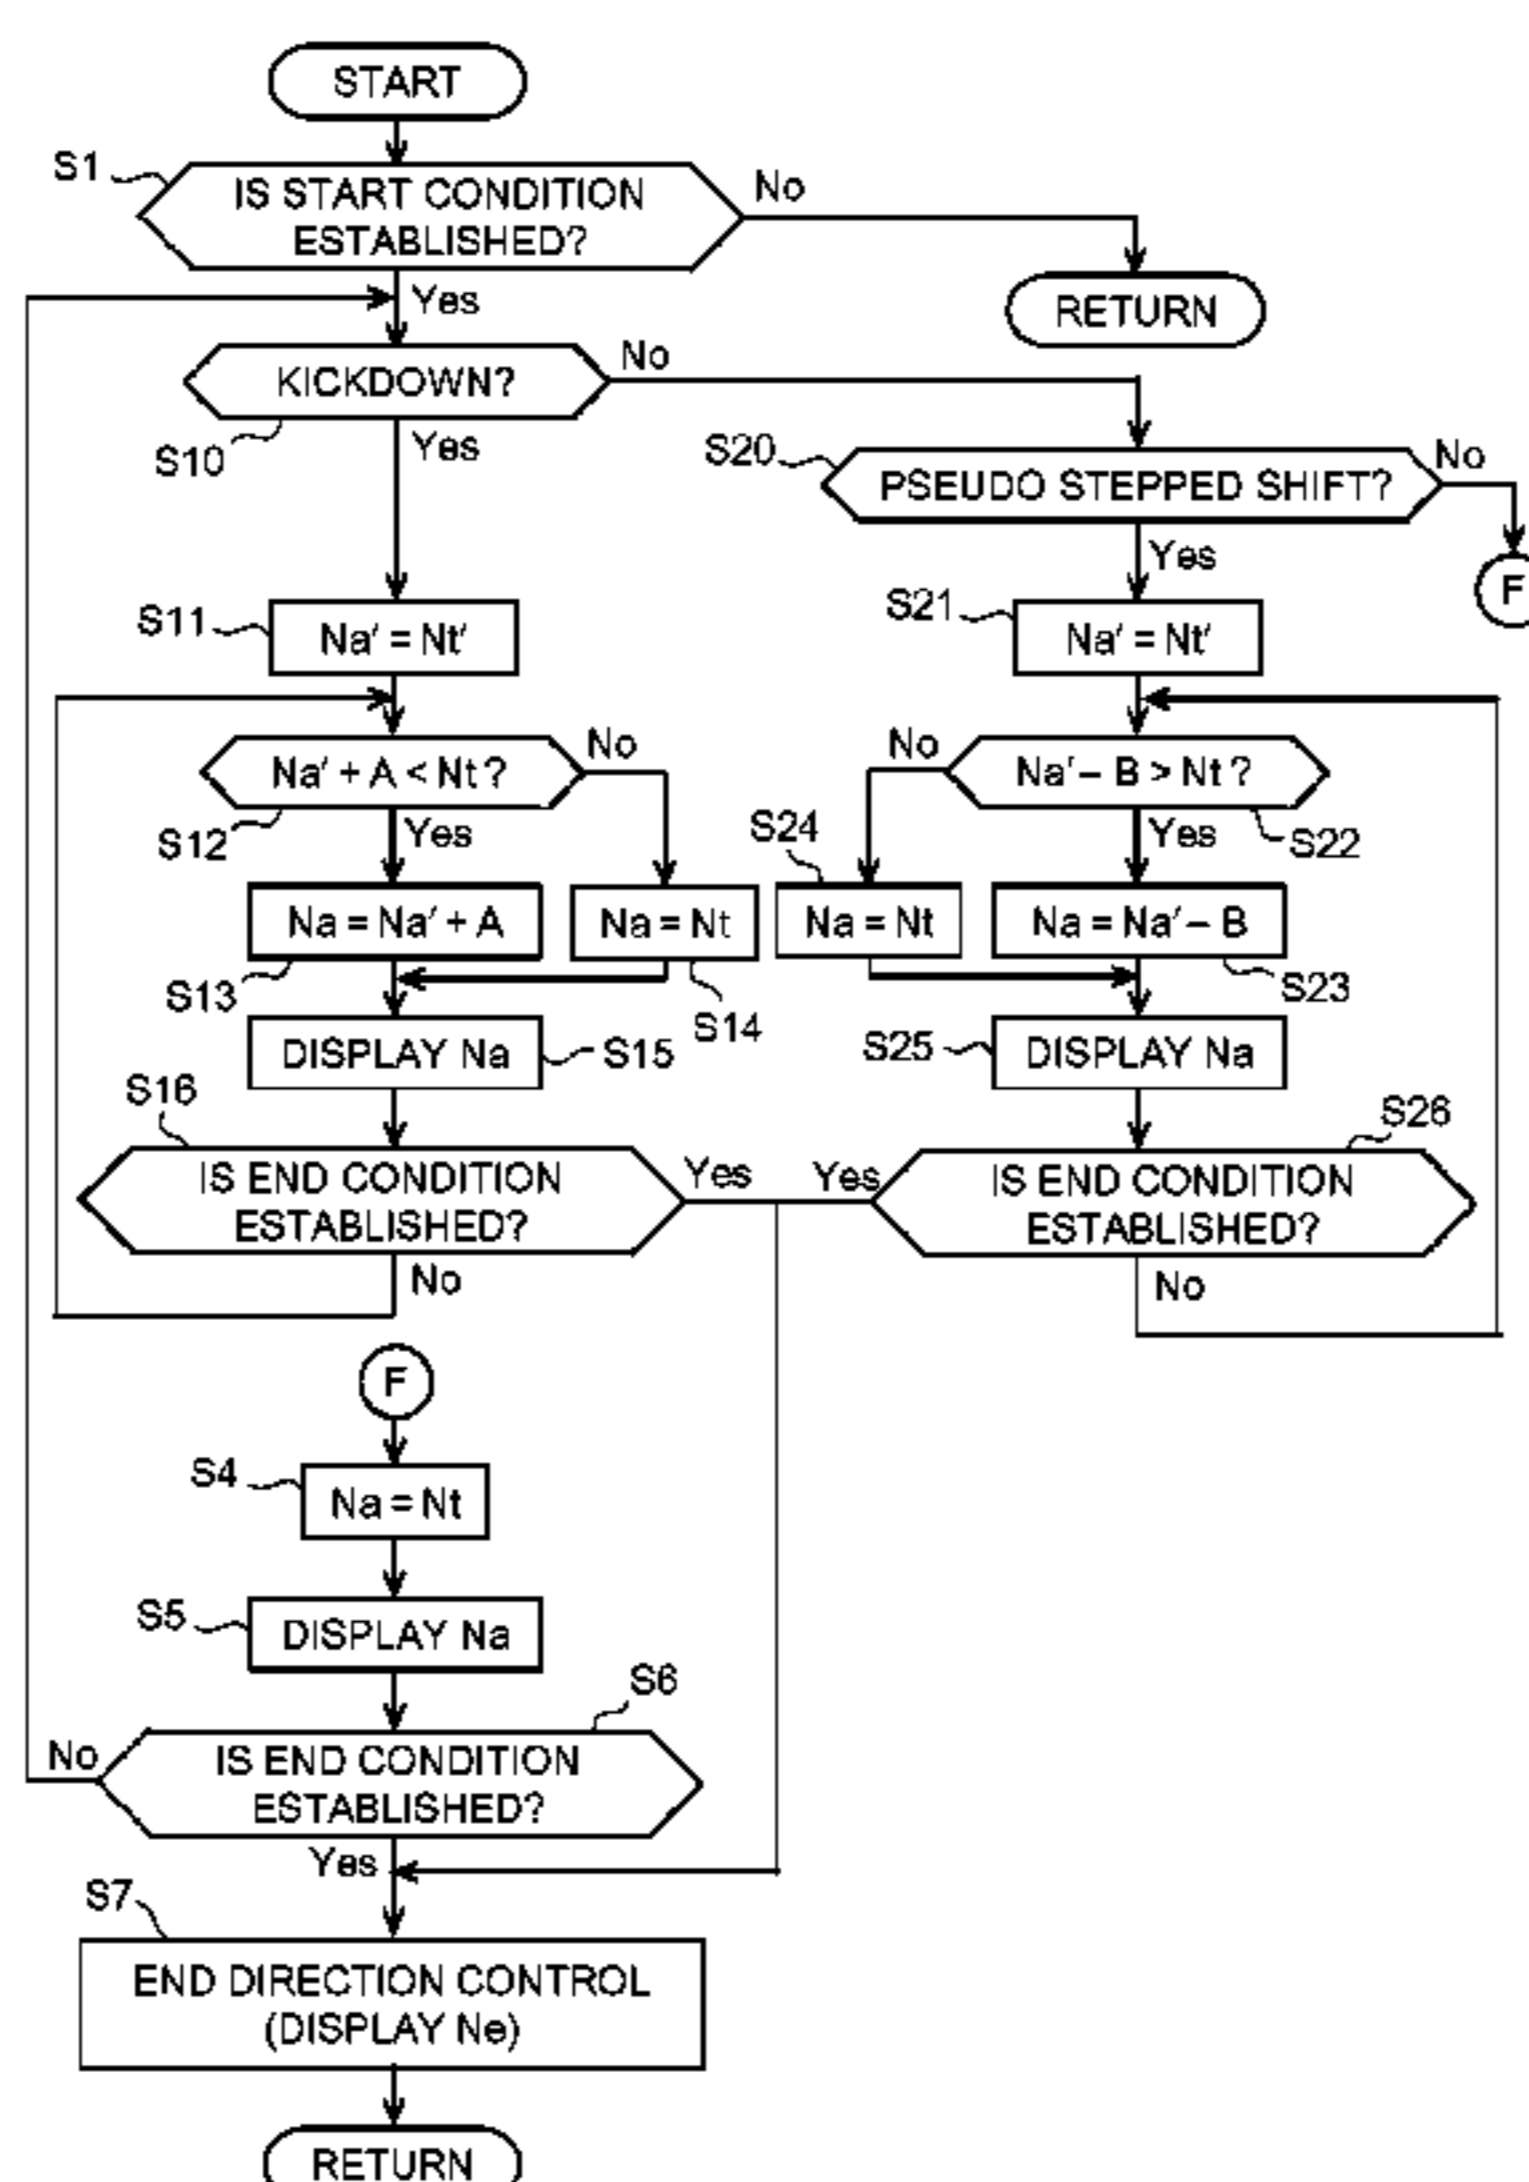 START
S1
IS START CONDITION
ESTABLISHED?
No
Yes
RETURN
KICKDOWN?
No
S10
Yes
S20
PSEUDO STEPPED SHIFT?
No
Yes
F
S11
Na' = Nt'
S21
Na' = Nt'
Na' + A < Nt ?
No
S12
Yes
No
Na' – B > Nt ?
S22
Yes
S24
Na = Na' + A
Na = Nt
Na = Nt
Na = Na' – B
S13
S14
S23
DISPLAY Na
S15
S25
DISPLAY Na
S16
IS END CONDITION
ESTABLISHED?
Yes
No
Yes
S26
IS END CONDITION
ESTABLISHED?
No
F
S4
Na = Nt
S5
DISPLAY Na
S6
No
IS END CONDITION
ESTABLISHED?
Yes
S7
END DIRECTION CONTROL
(DISPLAY Ne)
RETURN